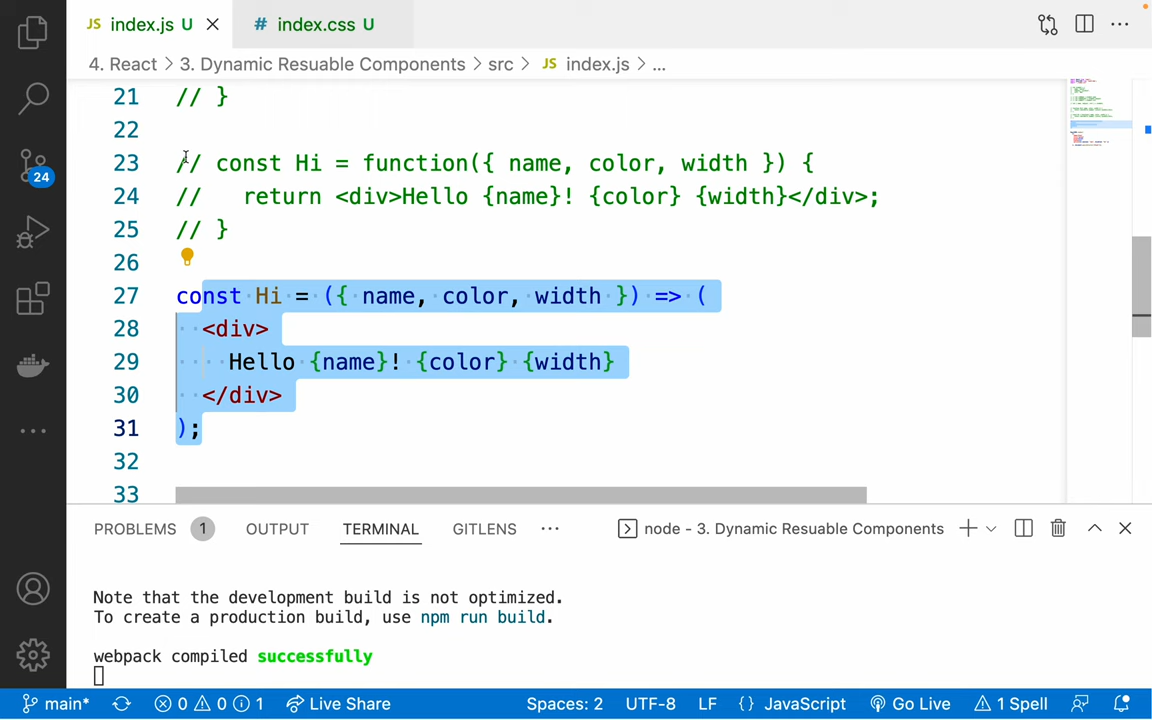 JS index.js U
# index.css U
4. React > 3. Dynamic Resuable Components > src > JS index.js > ...
21 // }
22
23 // const Hi = function({ name, color, width }) {
24 //   return <div>Hello {name}! {color} {width}</div>;
25 // }
26
27 const Hi = ({ name, color, width }) => (
28   <div>
29     Hello {name}! {color} {width}
30   </div>
31 );
32
33
24
PROBLEMS 1 OUTPUT TERMINAL GITLENS ... node - 3. Dynamic Resuable Components
Note that the development build is not optimized.
To create a production build, use npm run build.
webpack compiled successfully
main* 0 0 1 Live Share Spaces: 2 UTF-8 LF {} JavaScript Go Live 1 Spell